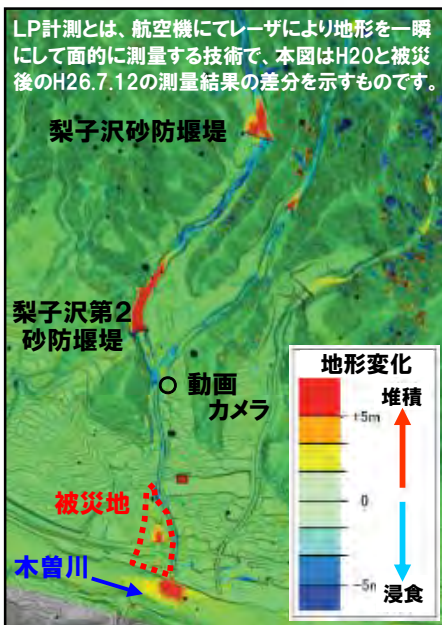 LP計測とは、航空機にてレーザにより地形を一瞬
にして面的に測量する技術で、本図はH20と被災
後のH26.7.12の測量結果の差分を示すものです。
梨子沢砂防堰堤
梨子沢第2
砂防堰堤
動画
カメラ
被災地
木曽川
地形変化
堆積
+5m
0
-5m
浸食